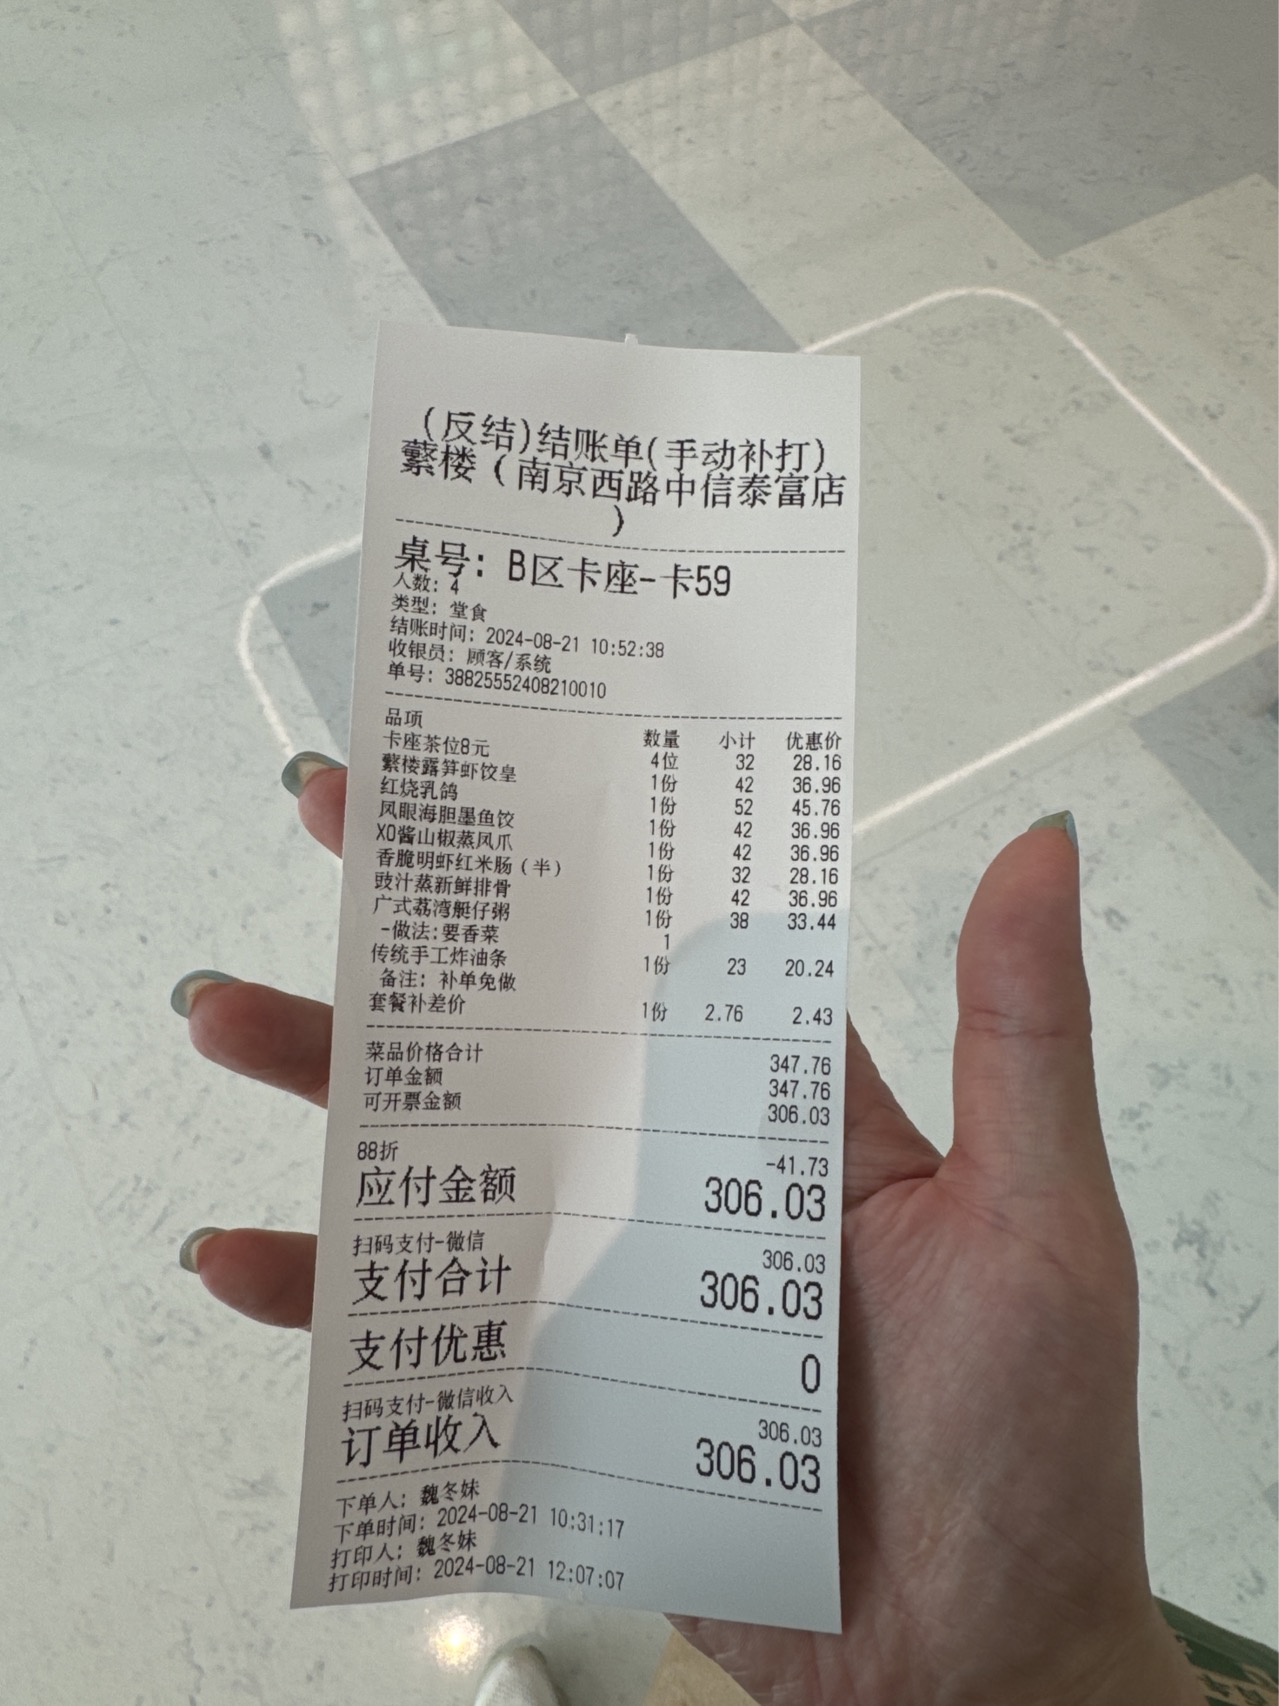 (反结)结账单(手动补打)
蘩楼（南京西路中信泰富店
）
桌号: B区卡座-卡59
人数: 4
类型: 堂食
结账时间: 2024-08-21 10:52:38
收银员: 顾客/系统
单号: 38825552408210010
品项 数量 小计 优惠价
卡座茶位8元 4位 32 28.16
蘩楼露笋虾饺皇 1份 42 36.96
红烧乳鸽 1份 52 45.76
凤眼海胆墨鱼饺 1份 42 36.96
XO酱山椒蒸凤爪 1份 42 36.96
香脆明虾红米肠（半） 1份 32 28.16
豉汁蒸新鲜排骨 1份 42 36.96
广式荔湾艇仔粥 1份 38 33.44
-做法:要香菜 1
传统手工炸油条 1份 23 20.24
备注: 补单免做
套餐补差价 1份 2.76 2.43
菜品价格合计 347.76
订单金额 347.76
可开票金额 306.03
88折 -41.73
应付金额 306.03
扫码支付-微信 306.03
支付合计 306.03
支付优惠 0
扫码支付-微信收入 306.03
订单收入 306.03
下单人: 魏冬妹
下单时间: 2024-08-21 10:31:17
打印人: 魏冬妹
打印时间: 2024-08-21 12:07:07